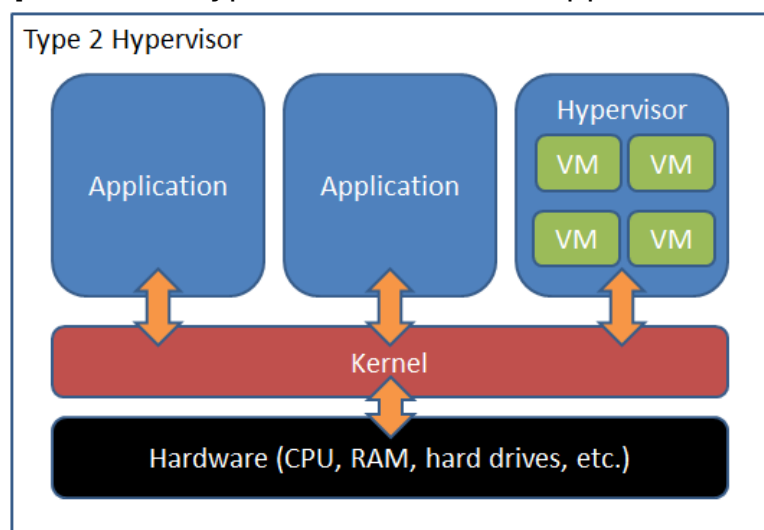 Type 2 Hypervisor
Application
Application
Hypervisor
VM VM
VM VM
Kernel
Hardware (CPU, RAM, hard drives, etc.)